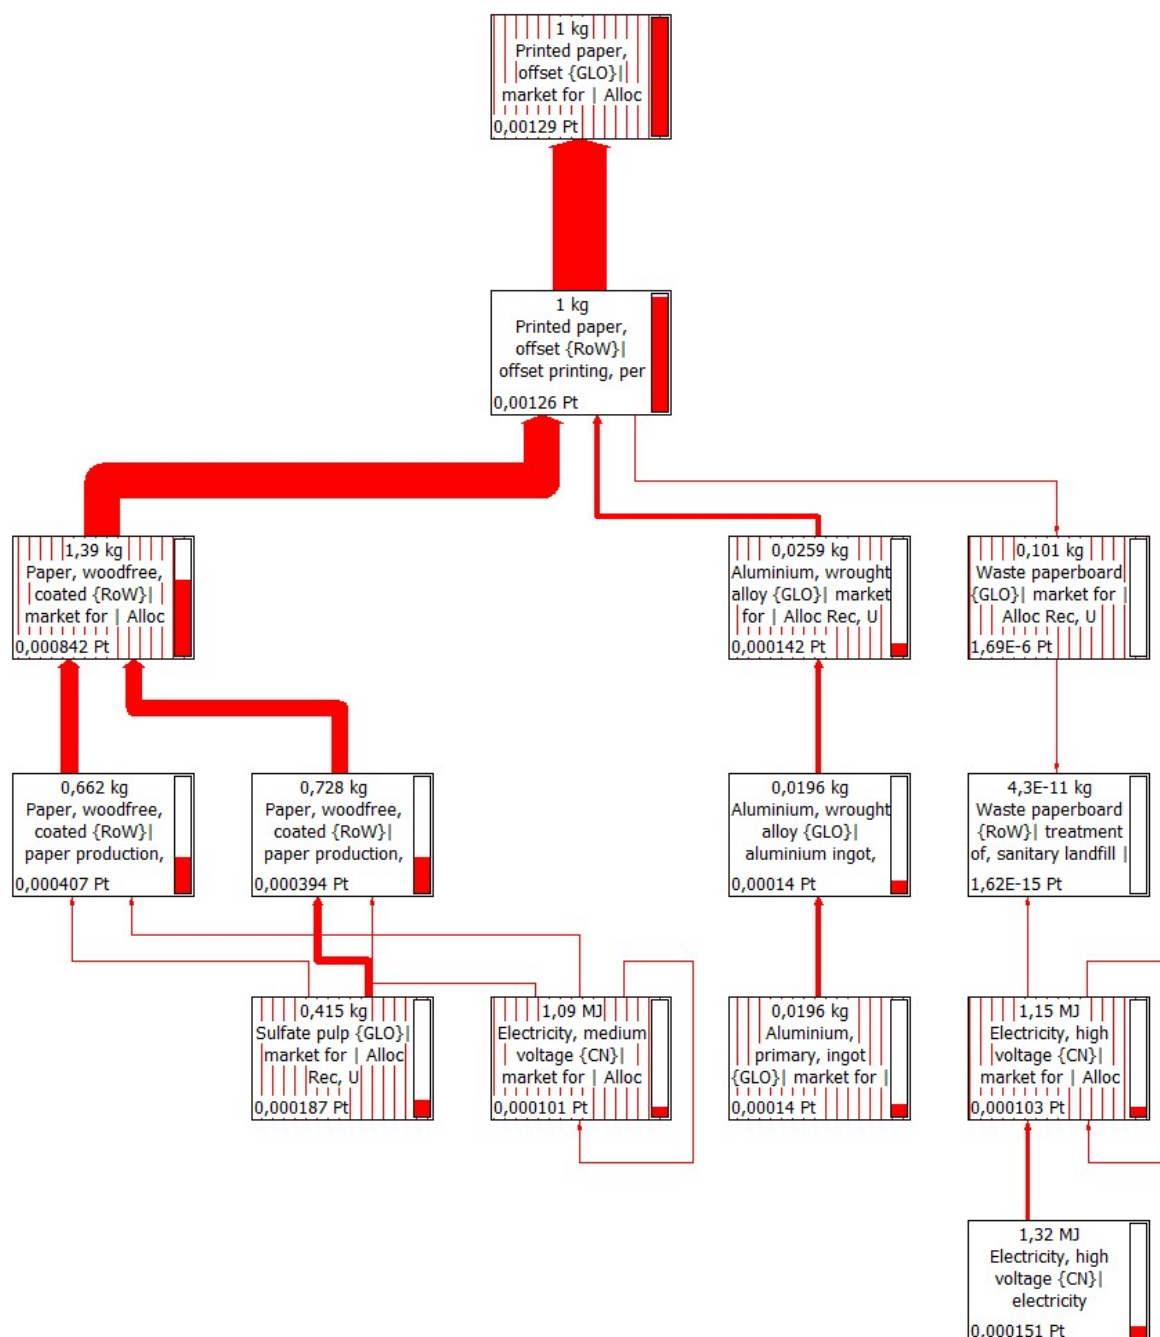 1 kg
Printed paper,
offset {GLO}|
market for | Alloc
0,00129 Pt
1 kg
Printed paper,
offset {RoW}|
offset printing, per
0,00126 Pt
1,39 kg
Paper, woodfree,
coated {RoW}|
market for | Alloc
0,000842 Pt
0,0259 kg
Aluminium, wrought
alloy {GLO}| market
for | Alloc Rec, U
0,000142 Pt
0,101 kg
Waste paperboard
{GLO}| market for |
Alloc Rec, U
1,69E-6 Pt
0,662 kg
Paper, woodfree,
coated {RoW}|
paper production,
0,000407 Pt
0,728 kg
Paper, woodfree,
coated {RoW}|
paper production,
0,000394 Pt
0,0196 kg
Aluminium, wrought
alloy {GLO}|
aluminium ingot,
0,00014 Pt
4,3E-11 kg
Waste paperboard
{RoW}| treatment
of, sanitary landfill |
1,62E-15 Pt
0,415 kg
Sulfate pulp {GLO}|
market for | Alloc
Rec, U
0,000187 Pt
1,09 MJ
Electricity, medium
voltage {CN}|
market for | Alloc
0,000101 Pt
0,0196 kg
Aluminium,
primary, ingot
{GLO}| market for |
0,00014 Pt
1,15 MJ
Electricity, high
voltage {CN}|
market for | Alloc
0,000103 Pt
1,32 MJ
Electricity, high
voltage {CN}|
electricity
0,000151 Pt